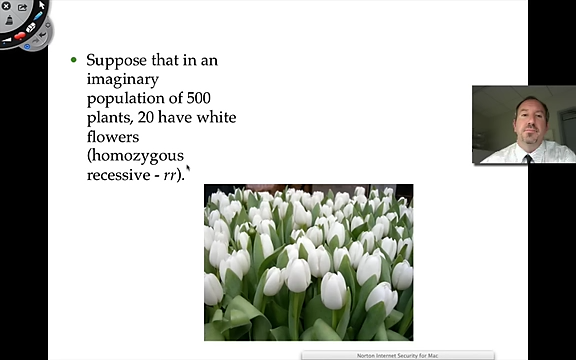 Suppose that in an
imaginary
population of 500
plants, 20 have white
flowers
(homozygous
recessive - rr).
Norton Internet Security for Mac